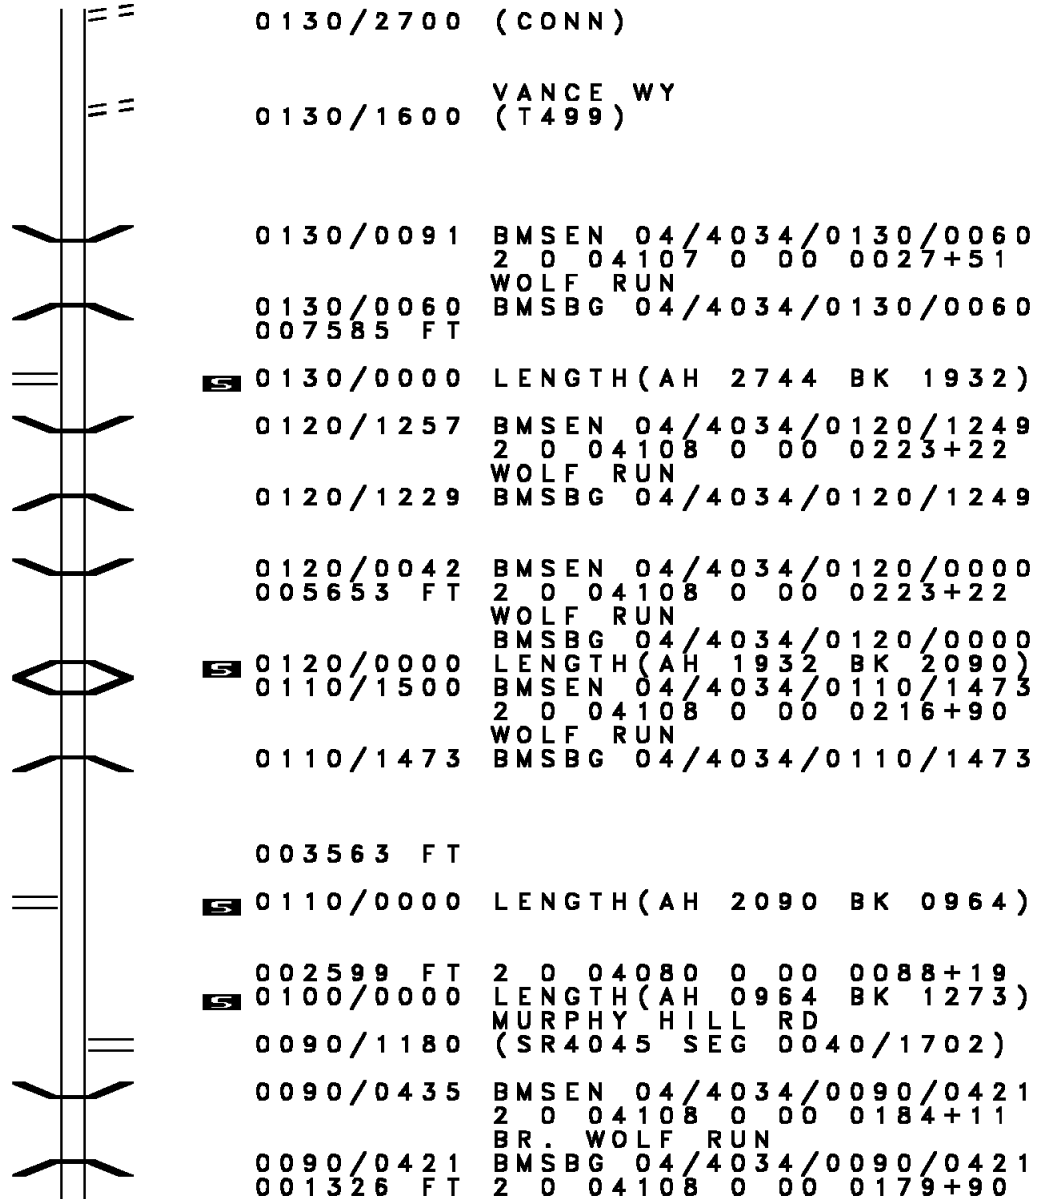 0130/2700 (CONN)
VANCE WY
0130/1600 (T499)
0130/0091 BMSEN 04/4034/0130/0060
2 0 04107 0 00 0027+51
WOLF RUN
0130/0060 BMSBG 04/4034/0130/0060
007585 FT
S 0130/0000 LENGTH(AH 2744 BK 1932)
0120/1257 BMSEN 04/4034/0120/1249
2 0 04108 0 00 0223+22
WOLF RUN
0120/1229 BMSBG 04/4034/0120/1249
0120/0042 BMSEN 04/4034/0120/0000
005653 FT 2 0 04108 0 00 0223+22
WOLF RUN
BMSBG 04/4034/0120/0000
S 0120/0000 LENGTH(AH 1932 BK 2090)
0110/1500 BMSEN 04/4034/0110/1473
2 0 04108 0 00 0216+90
WOLF RUN
0110/1473 BMSBG 04/4034/0110/1473
003563 FT
S 0110/0000 LENGTH(AH 2090 BK 0964)
002599 FT 2 0 04080 0 00 0088+19
S 0100/0000 LENGTH(AH 0964 BK 1273)
MURPHY HILL RD
0090/1180 (SR4045 SEG 0040/1702)
0090/0435 BMSEN 04/4034/0090/0421
2 0 04108 0 00 0184+11
BR. WOLF RUN
0090/0421 BMSBG 04/4034/0090/0421
001326 FT 2 0 04108 0 00 0179+90